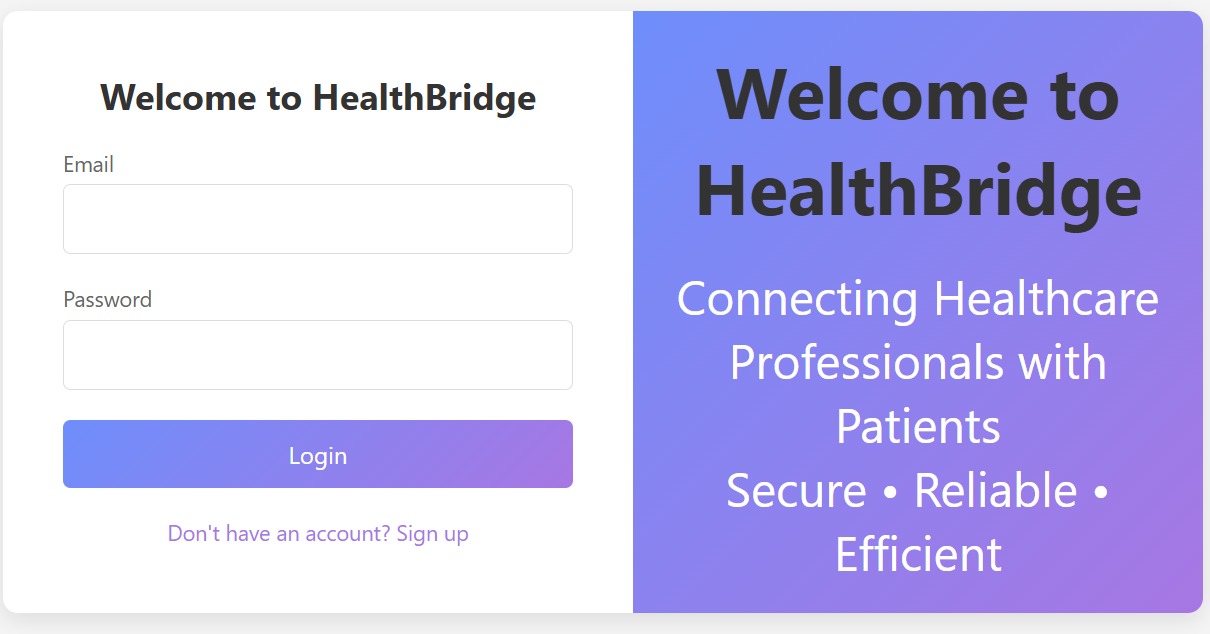 Welcome to HealthBridge
Email
Password
Login
Don't have an account? Sign up
Welcome to
HealthBridge
Connecting Healthcare
Professionals with
Patients
Secure • Reliable •
Efficient